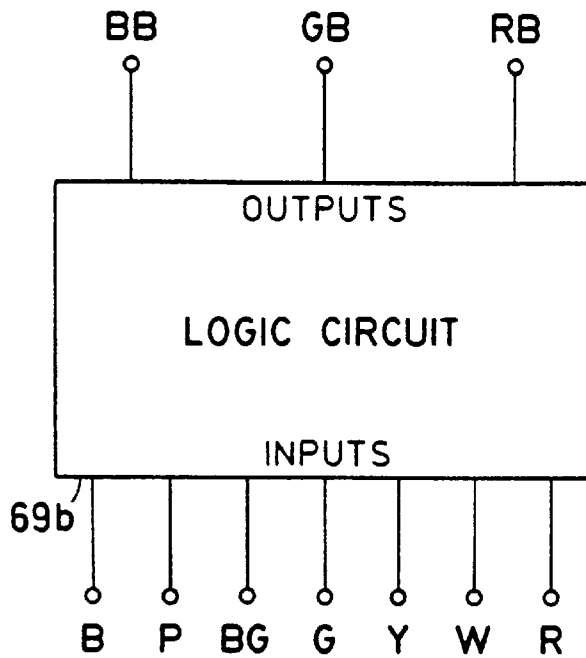 BB GB RB
OUTPUTS
LOGIC CIRCUIT
INPUTS
69b
B P BG G Y W R